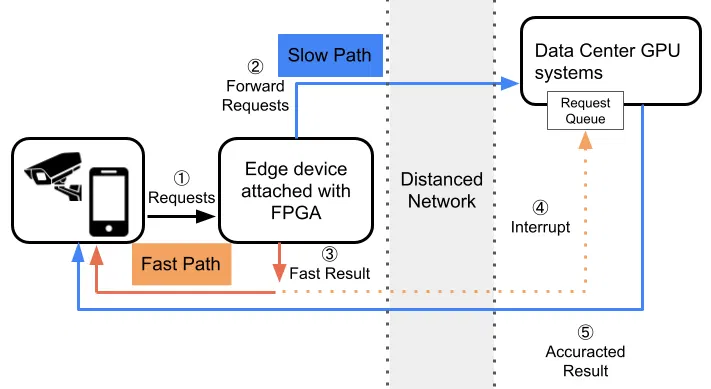 Slow Path
②
Forward
Requests
Data Center GPU
systems
Request
Queue
①
Requests
Edge device
attached with
FPGA
Distanced
Network
④
Interrupt
Fast Path
③
Fast Result
⑤
Accuracted
Result